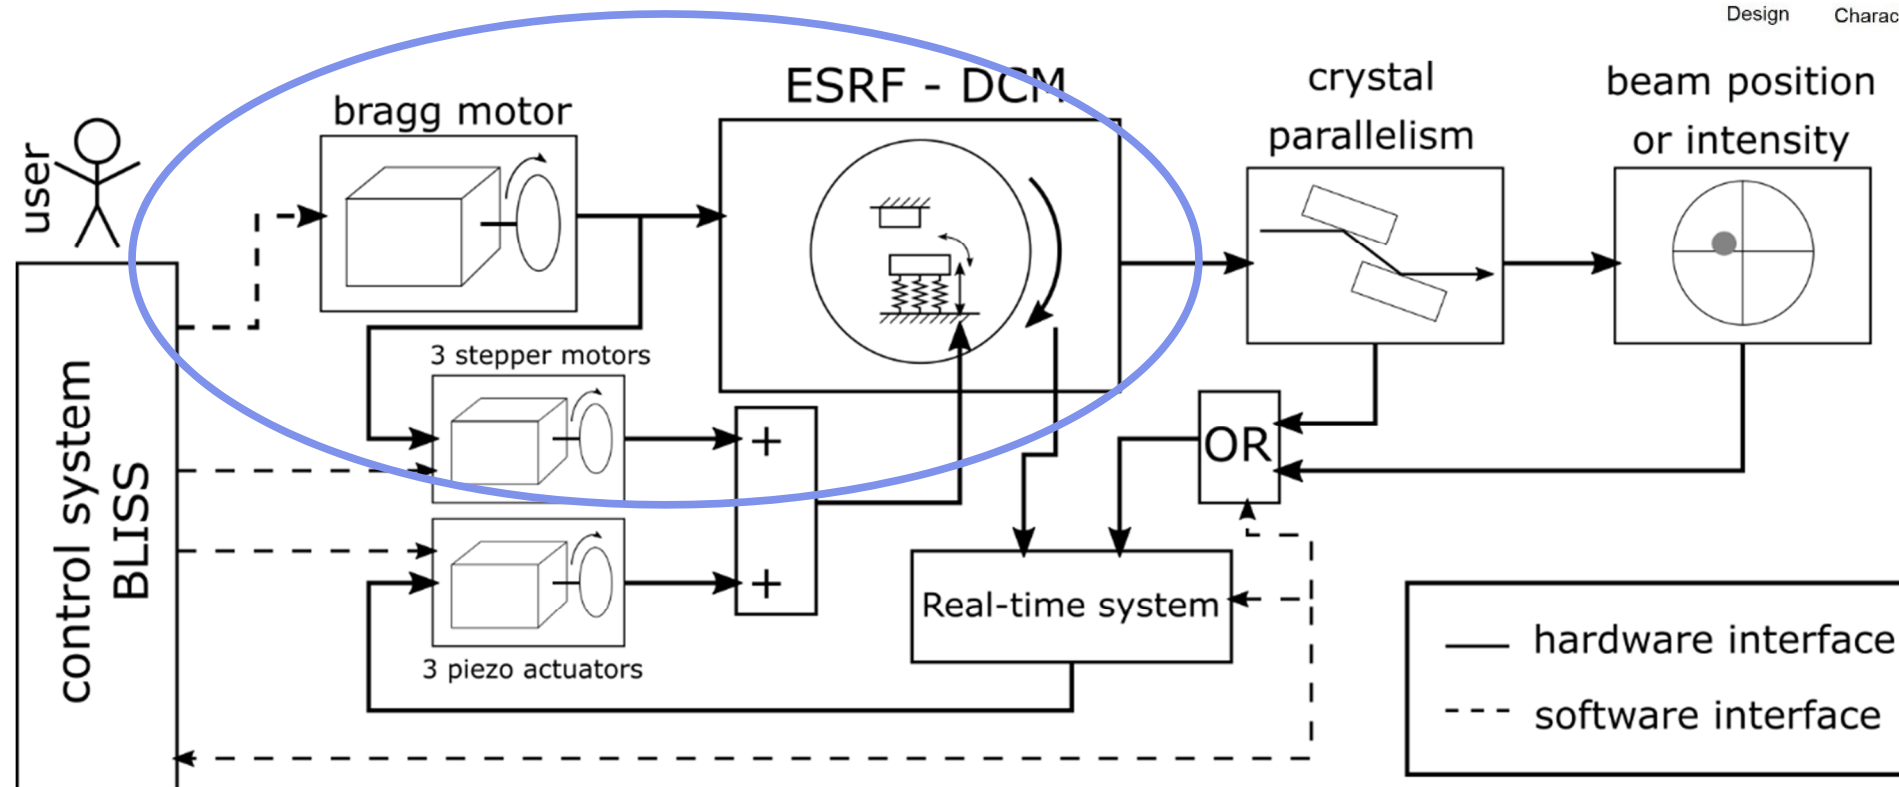 Design
Charac
user
bragg motor
ESRF - DCM
crystal
parallelism
beam position
or intensity
control system
BLISS
3 stepper motors
+
+
3 piezo actuators
OR
Real-time system
hardware interface
software interface